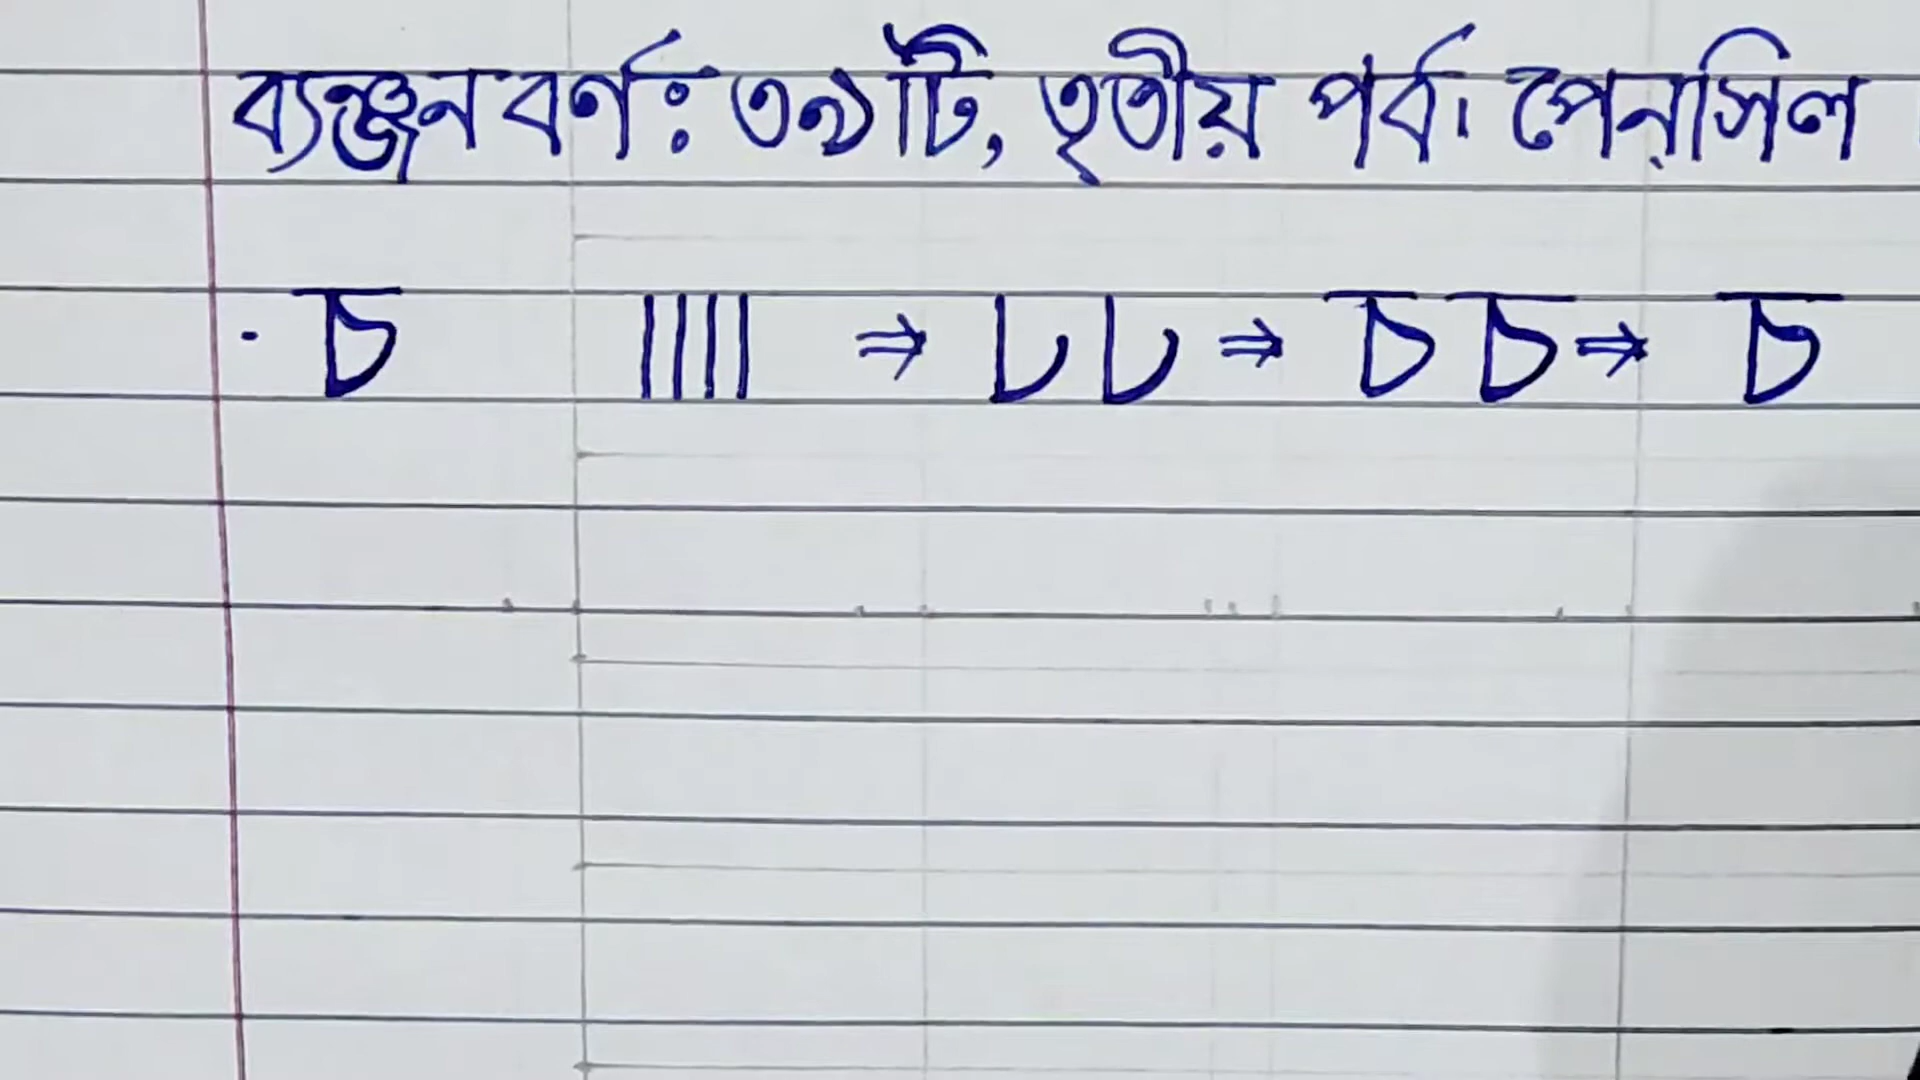 ব্যঞ্জনবর্ণ: ৩৯টি, তৃতীয় পর্ব। পেন্সিল
· চ |||| ⇒ ⇒ চ চ ⇒ চ